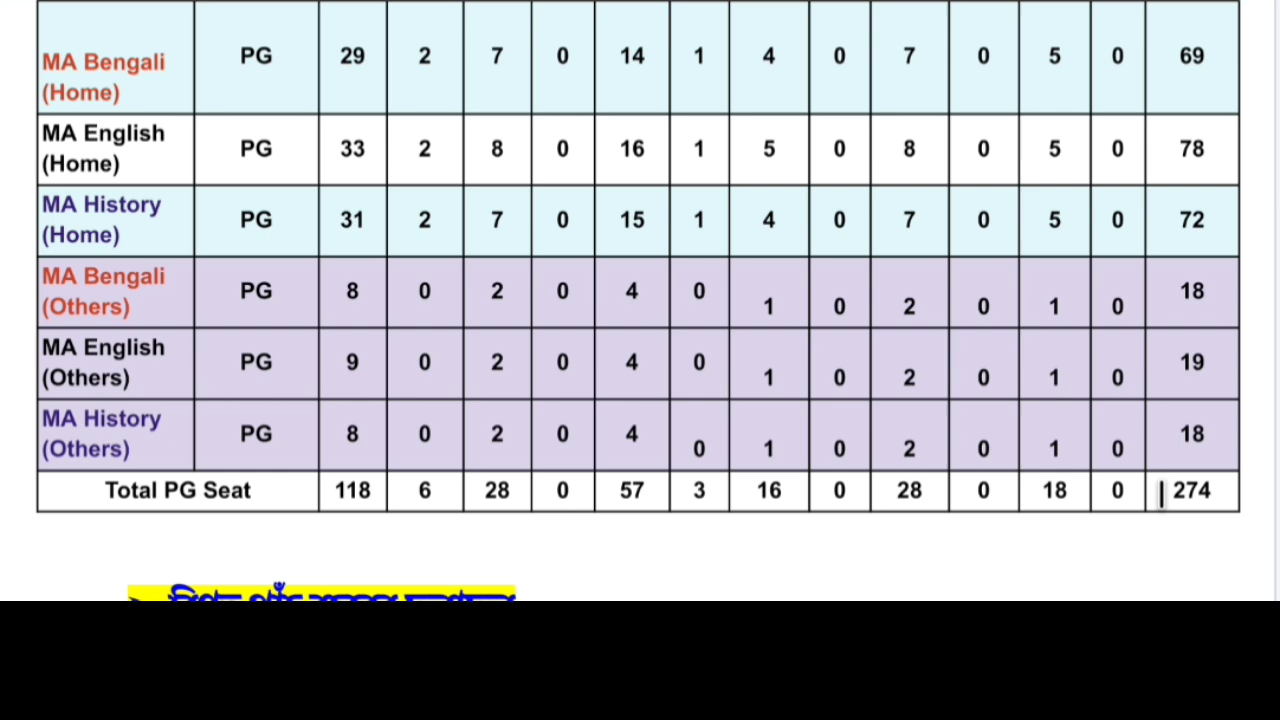 MA Bengali (Home) PG 29 2 7 0 14 1 4 0 7 0 5 0 69
MA English (Home) PG 33 2 8 0 16 1 5 0 8 0 5 0 78
MA History (Home) PG 31 2 7 0 15 1 4 0 7 0 5 0 72
MA Bengali (Others) PG 8 0 2 0 4 0 1 0 2 0 1 0 18
MA English (Others) PG 9 0 2 0 4 0 1 0 2 0 1 0 19
MA History (Others) PG 8 0 2 0 4 0 1 0 2 0 1 0 18
Total PG Seat 118 6 28 0 57 3 16 0 28 0 18 0 274